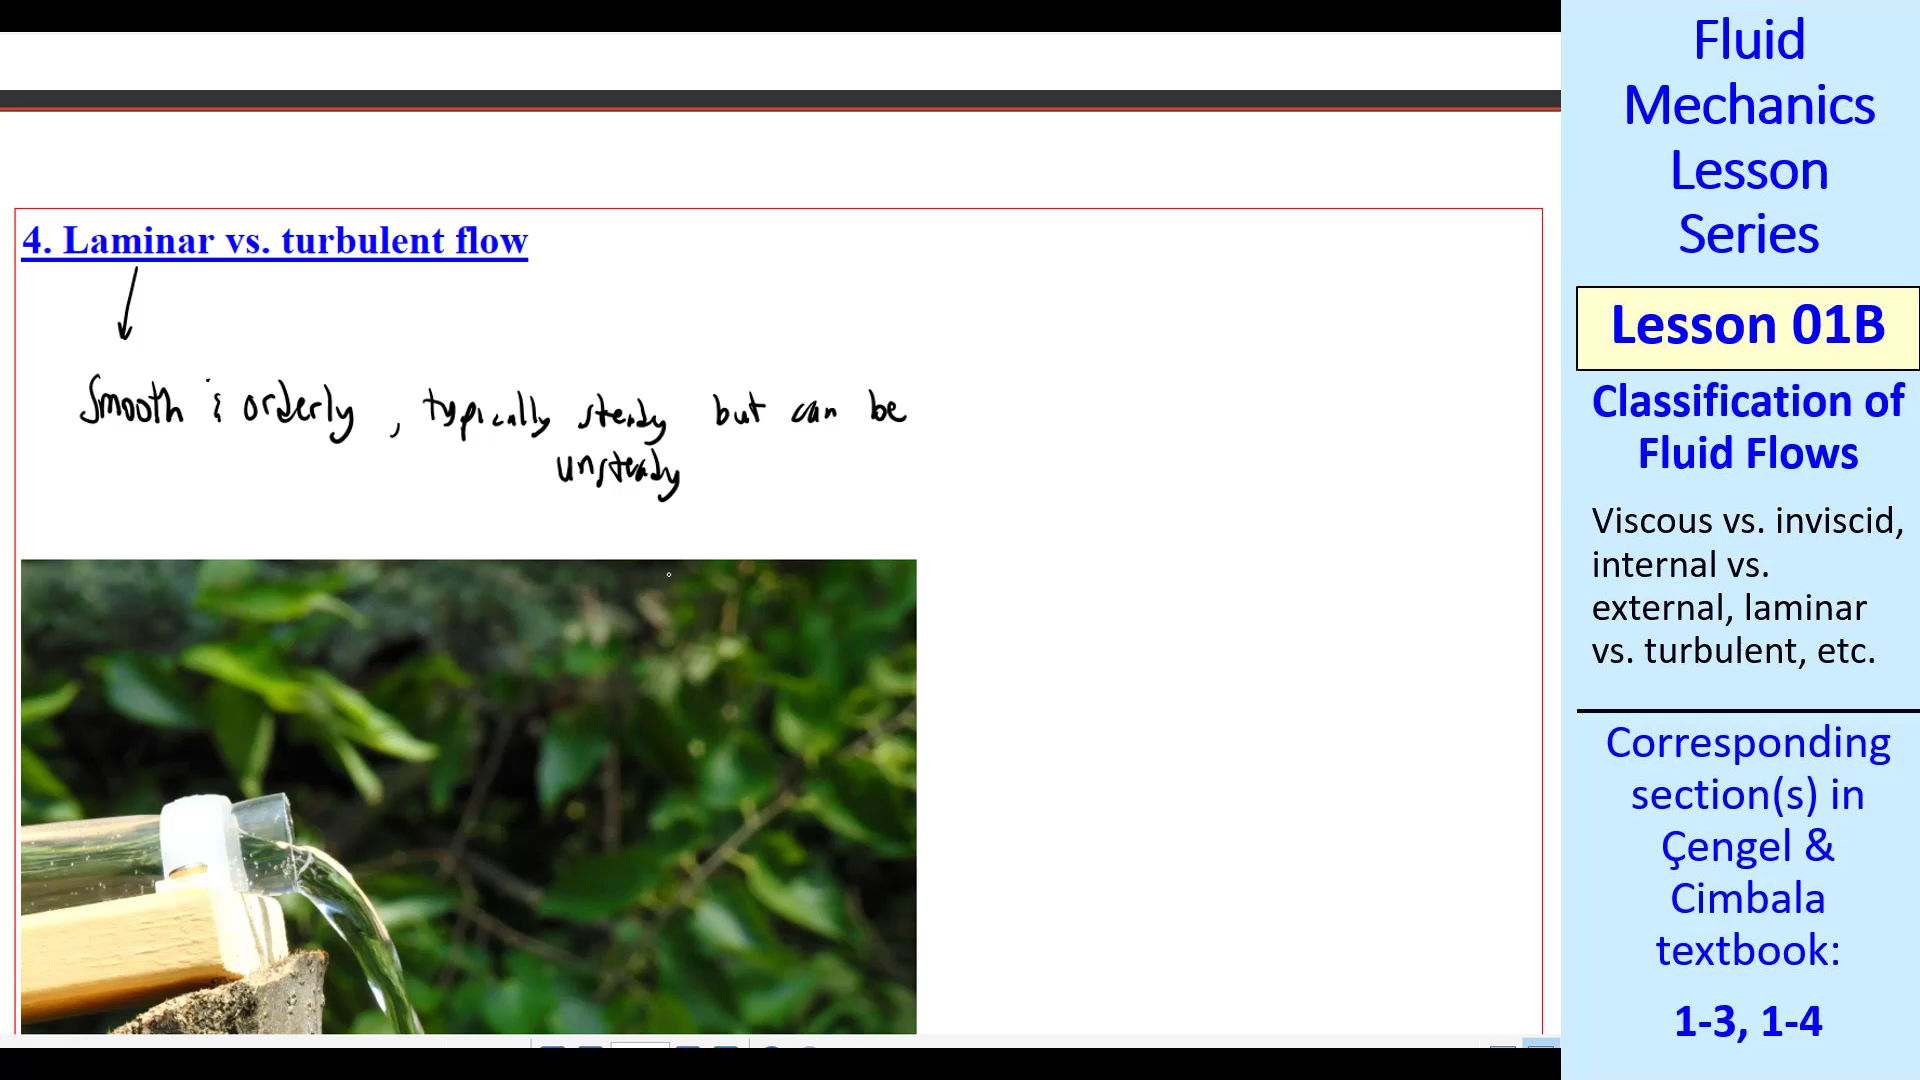 4. Laminar vs. turbulent flow
Smooth & orderly, typically steady but can be
unsteady
Fluid
Mechanics
Lesson
Series
Lesson 01B
Classification of
Fluid Flows
Viscous vs. inviscid,
internal vs.
external, laminar
vs. turbulent, etc.
Corresponding
section(s) in
Çengel &
Cimbala
textbook:
1-3, 1-4